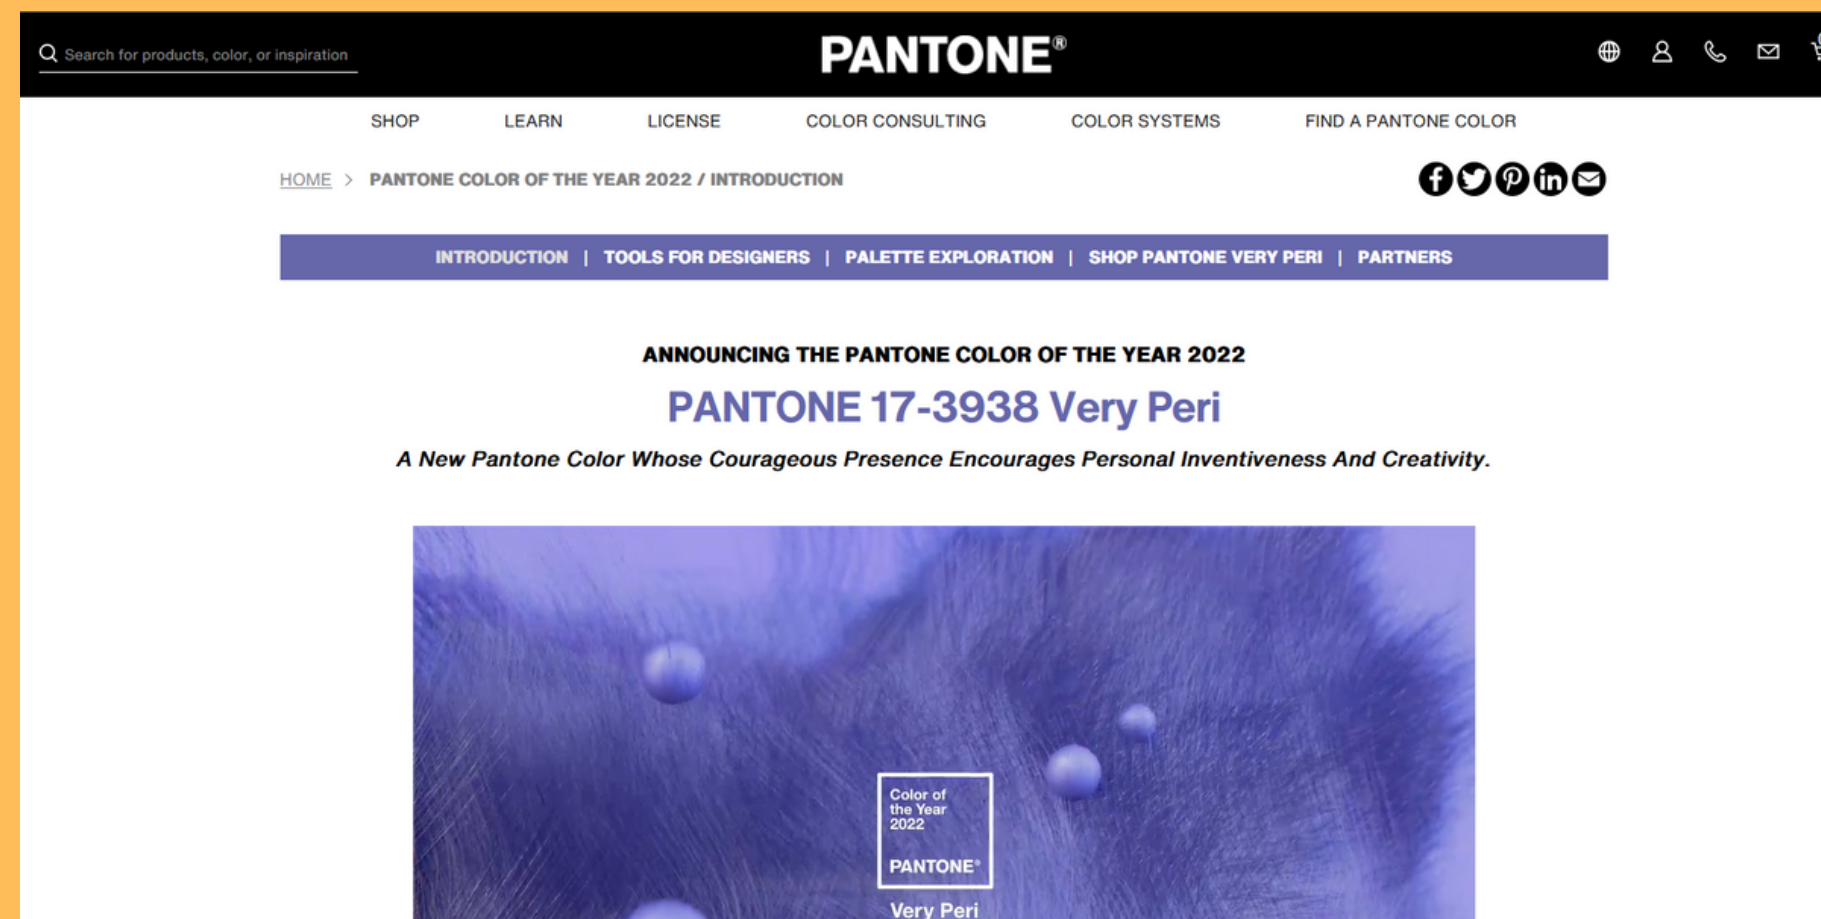 Search for products, color, or inspiration
PANTONE®
SHOP LEARN LICENSE COLOR CONSULTING COLOR SYSTEMS FIND A PANTONE COLOR
HOME > PANTONE COLOR OF THE YEAR 2022 / INTRODUCTION
INTRODUCTION | TOOLS FOR DESIGNERS | PALETTE EXPLORATION | SHOP PANTONE VERY PERI | PARTNERS
ANNOUNCING THE PANTONE COLOR OF THE YEAR 2022
PANTONE 17-3938 Very Peri
A New Pantone Color Whose Courageous Presence Encourages Personal Inventiveness And Creativity.
Color of
the Year
2022
PANTONE®
Very Peri